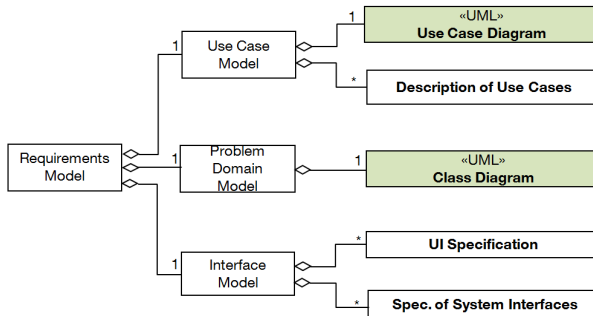 1
«UML»
Use Case Diagram
1
Use Case
Model
*
Description of Use Cases
Requirements
Model
1
Problem
Domain
Model
1
«UML»
Class Diagram
*
UI Specification
1
Interface
Model
*
Spec. of System Interfaces